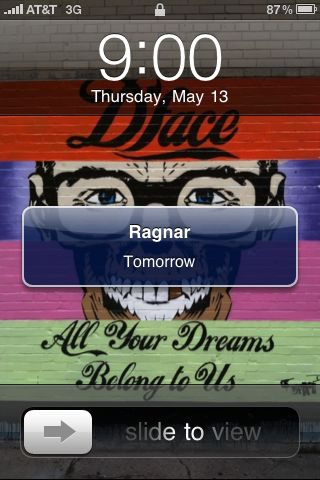 AT&T 3G 87%
9:00
Thursday, May 13
D*Face
Ragnar
Tomorrow
All Your Dreams
Belong to Us
slide to view